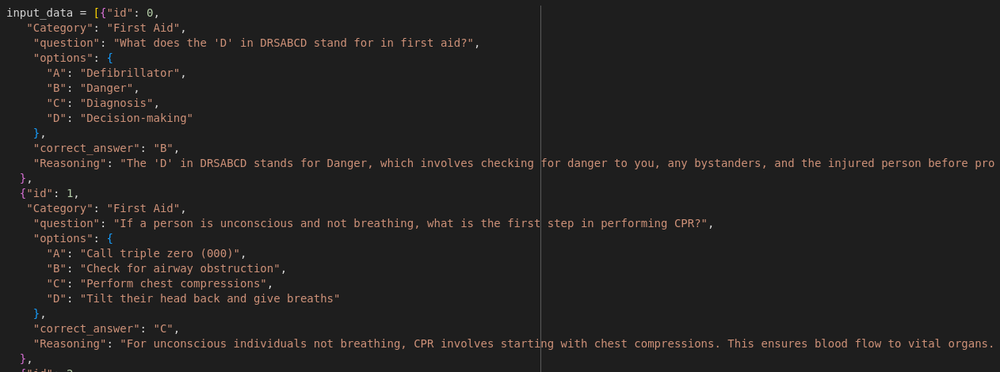 input_data = [{"id": 0,
"Category": "First Aid",
"question": "What does the 'D' in DRSABCD stand for in first aid?",
"options": {
"A": "Defibrillator",
"B": "Danger",
"C": "Diagnosis",
"D": "Decision-making"
},
"correct_answer": "B",
"Reasoning": "The 'D' in DRSABCD stands for Danger, which involves checking for danger to you, any bystanders, and the injured person before pro
},
{"id": 1,
"Category": "First Aid",
"question": "If a person is unconscious and not breathing, what is the first step in performing CPR?",
"options": {
"A": "Call triple zero (000)",
"B": "Check for airway obstruction",
"C": "Perform chest compressions",
"D": "Tilt their head back and give breaths"
},
"correct_answer": "C",
"Reasoning": "For unconscious individuals not breathing, CPR involves starting with chest compressions. This ensures blood flow to vital organs.
},
{"id":